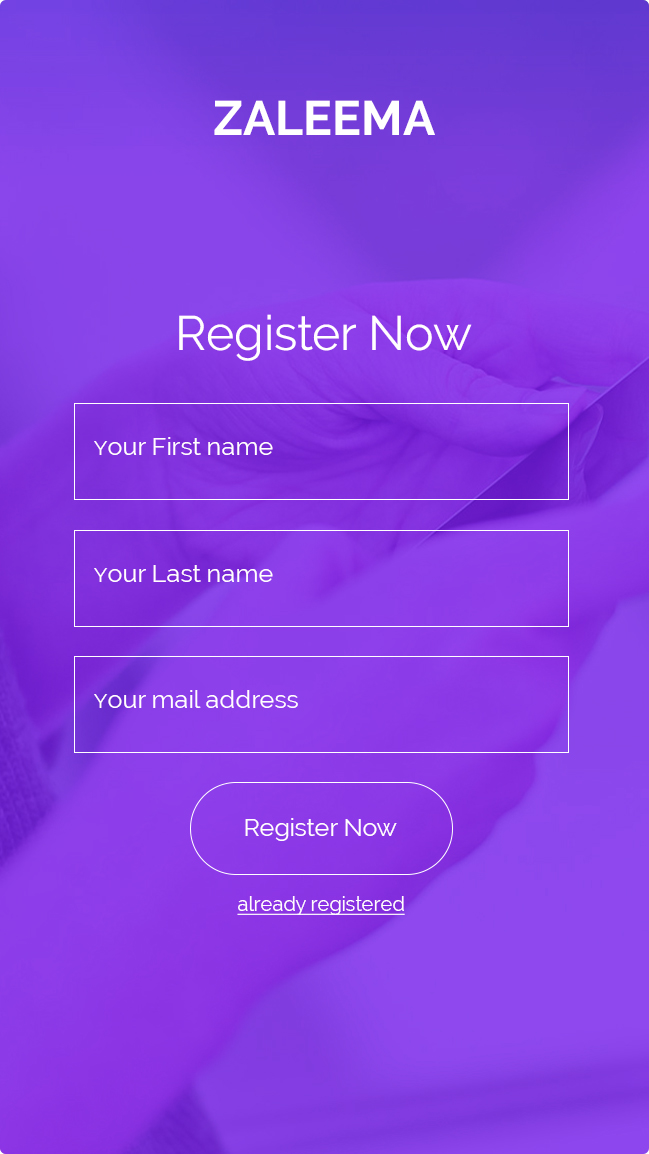 ZALEEMA
Register Now
Your First name
Your Last name
Your mail address
Register Now
already registered